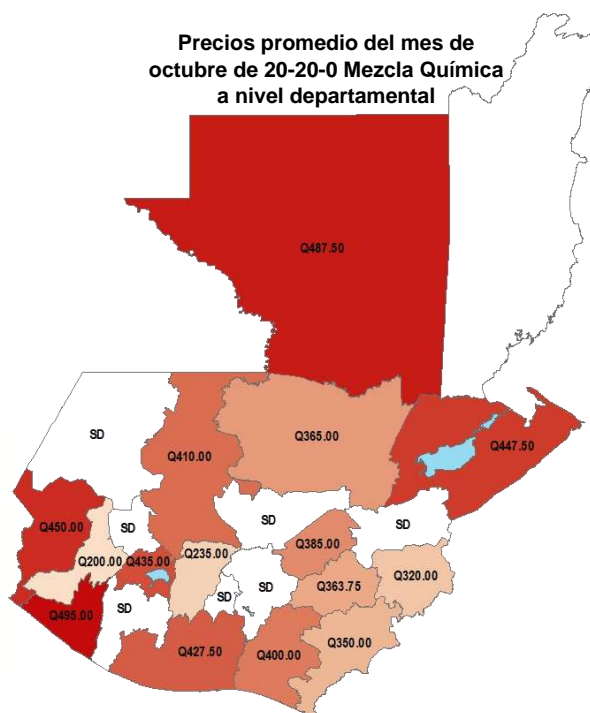 Precios promedio del mes de
octubre de 20-20-0 Mezcla Química
a nivel departamental
Q487.50
SD
Q410.00
Q365.00
Q447.50
Q450.00
SD
SD
SD
Q200.00
Q435.00
Q235.00
Q385.00
Q363.75
Q320.00
Q495.00
SD
SD
SD
Q427.50
Q400.00
Q350.00